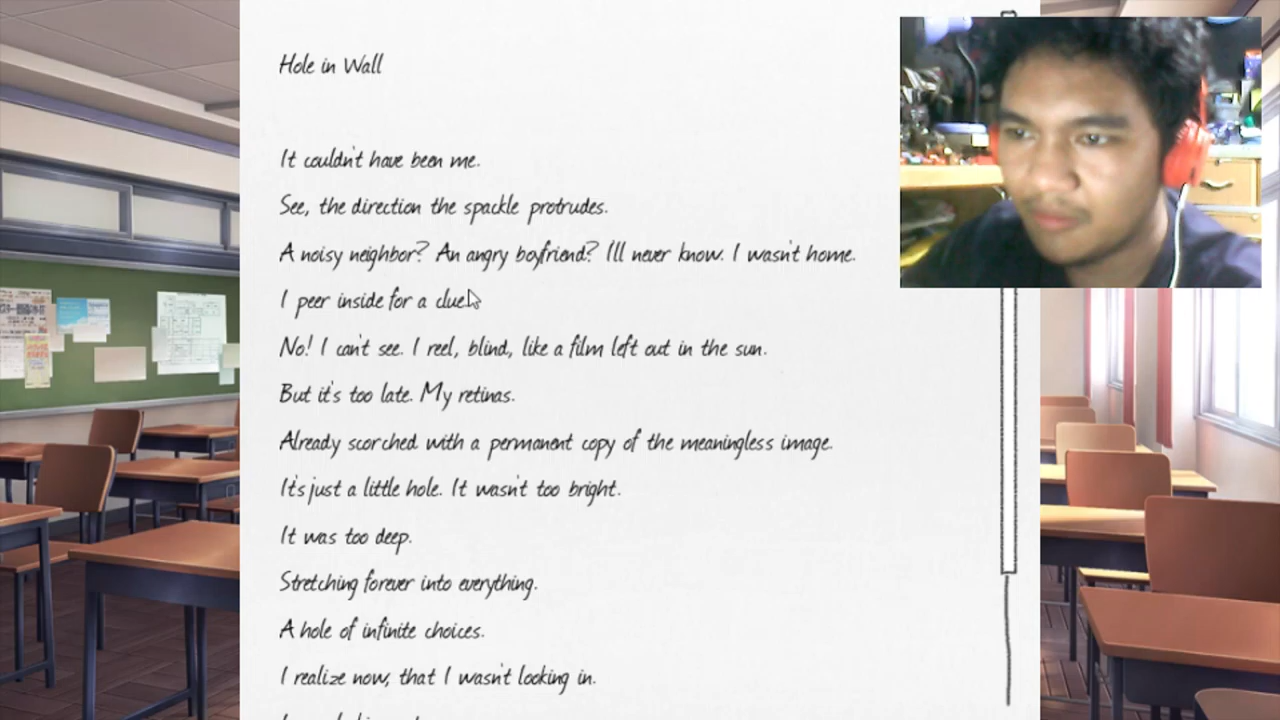 Hole in Wall
It couldn't have been me.
See, the direction the spackle protrudes.
A noisy neighbor? An angry boyfriend? I'll never know. I wasn't home.
I peer inside for a clue.
No! I can't see. I reel, blind, like a film left out in the sun.
But it's too late. My retinas.
Already scorched with a permanent copy of the meaningless image.
It's just a little hole. It wasn't too bright.
It was too deep.
Stretching forever into everything.
A hole of infinite choices.
I realize now, that I wasn't looking in.